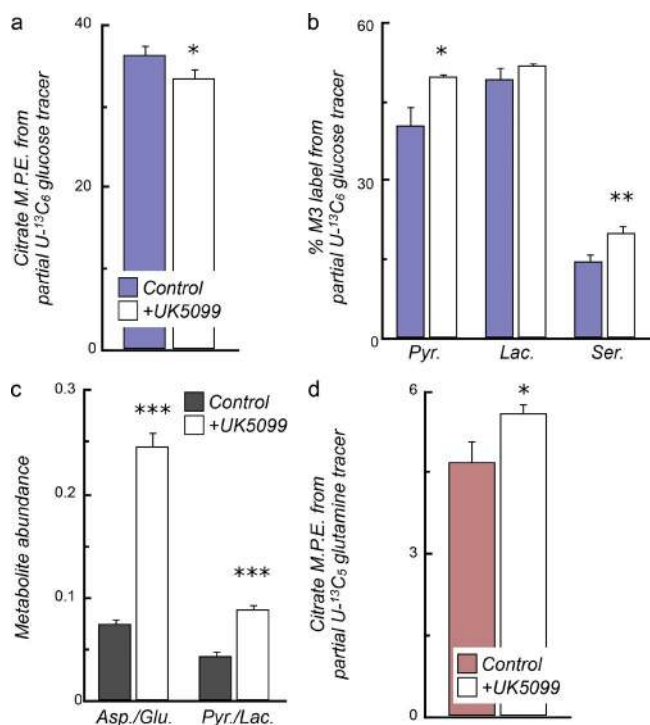 a
Citrate M.P.E. from
partial U-¹³C₆ glucose tracer
40
20
0
*
Control
+UK5099
b
% M3 label from
partial U-¹³C₆ glucose tracer
60
30
0
*
**
Pyr. Lac. Ser.
c
Metabolite abundance
0.3
0.2
0.1
0
***
***
Control
+UK5099
Asp./Glu. Pyr./Lac.
d
Citrate M.P.E. from
partial U-¹³C₅ glutamine tracer
6
3
0
*
Control
+UK5099